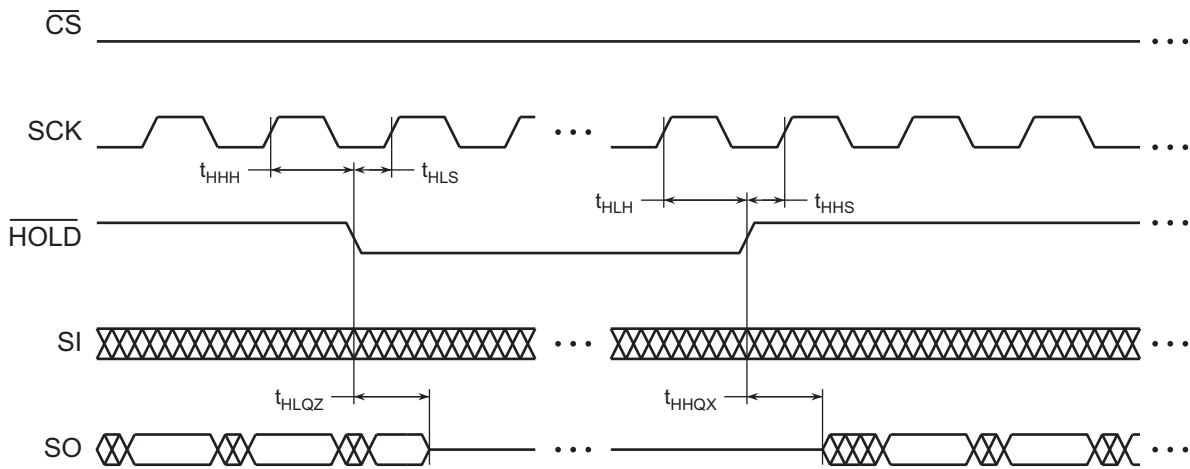 CS
SCK
tHHH
tHLS
tHLH
tHHS
HOLD
SI
tHLQZ
tHHQX
SO